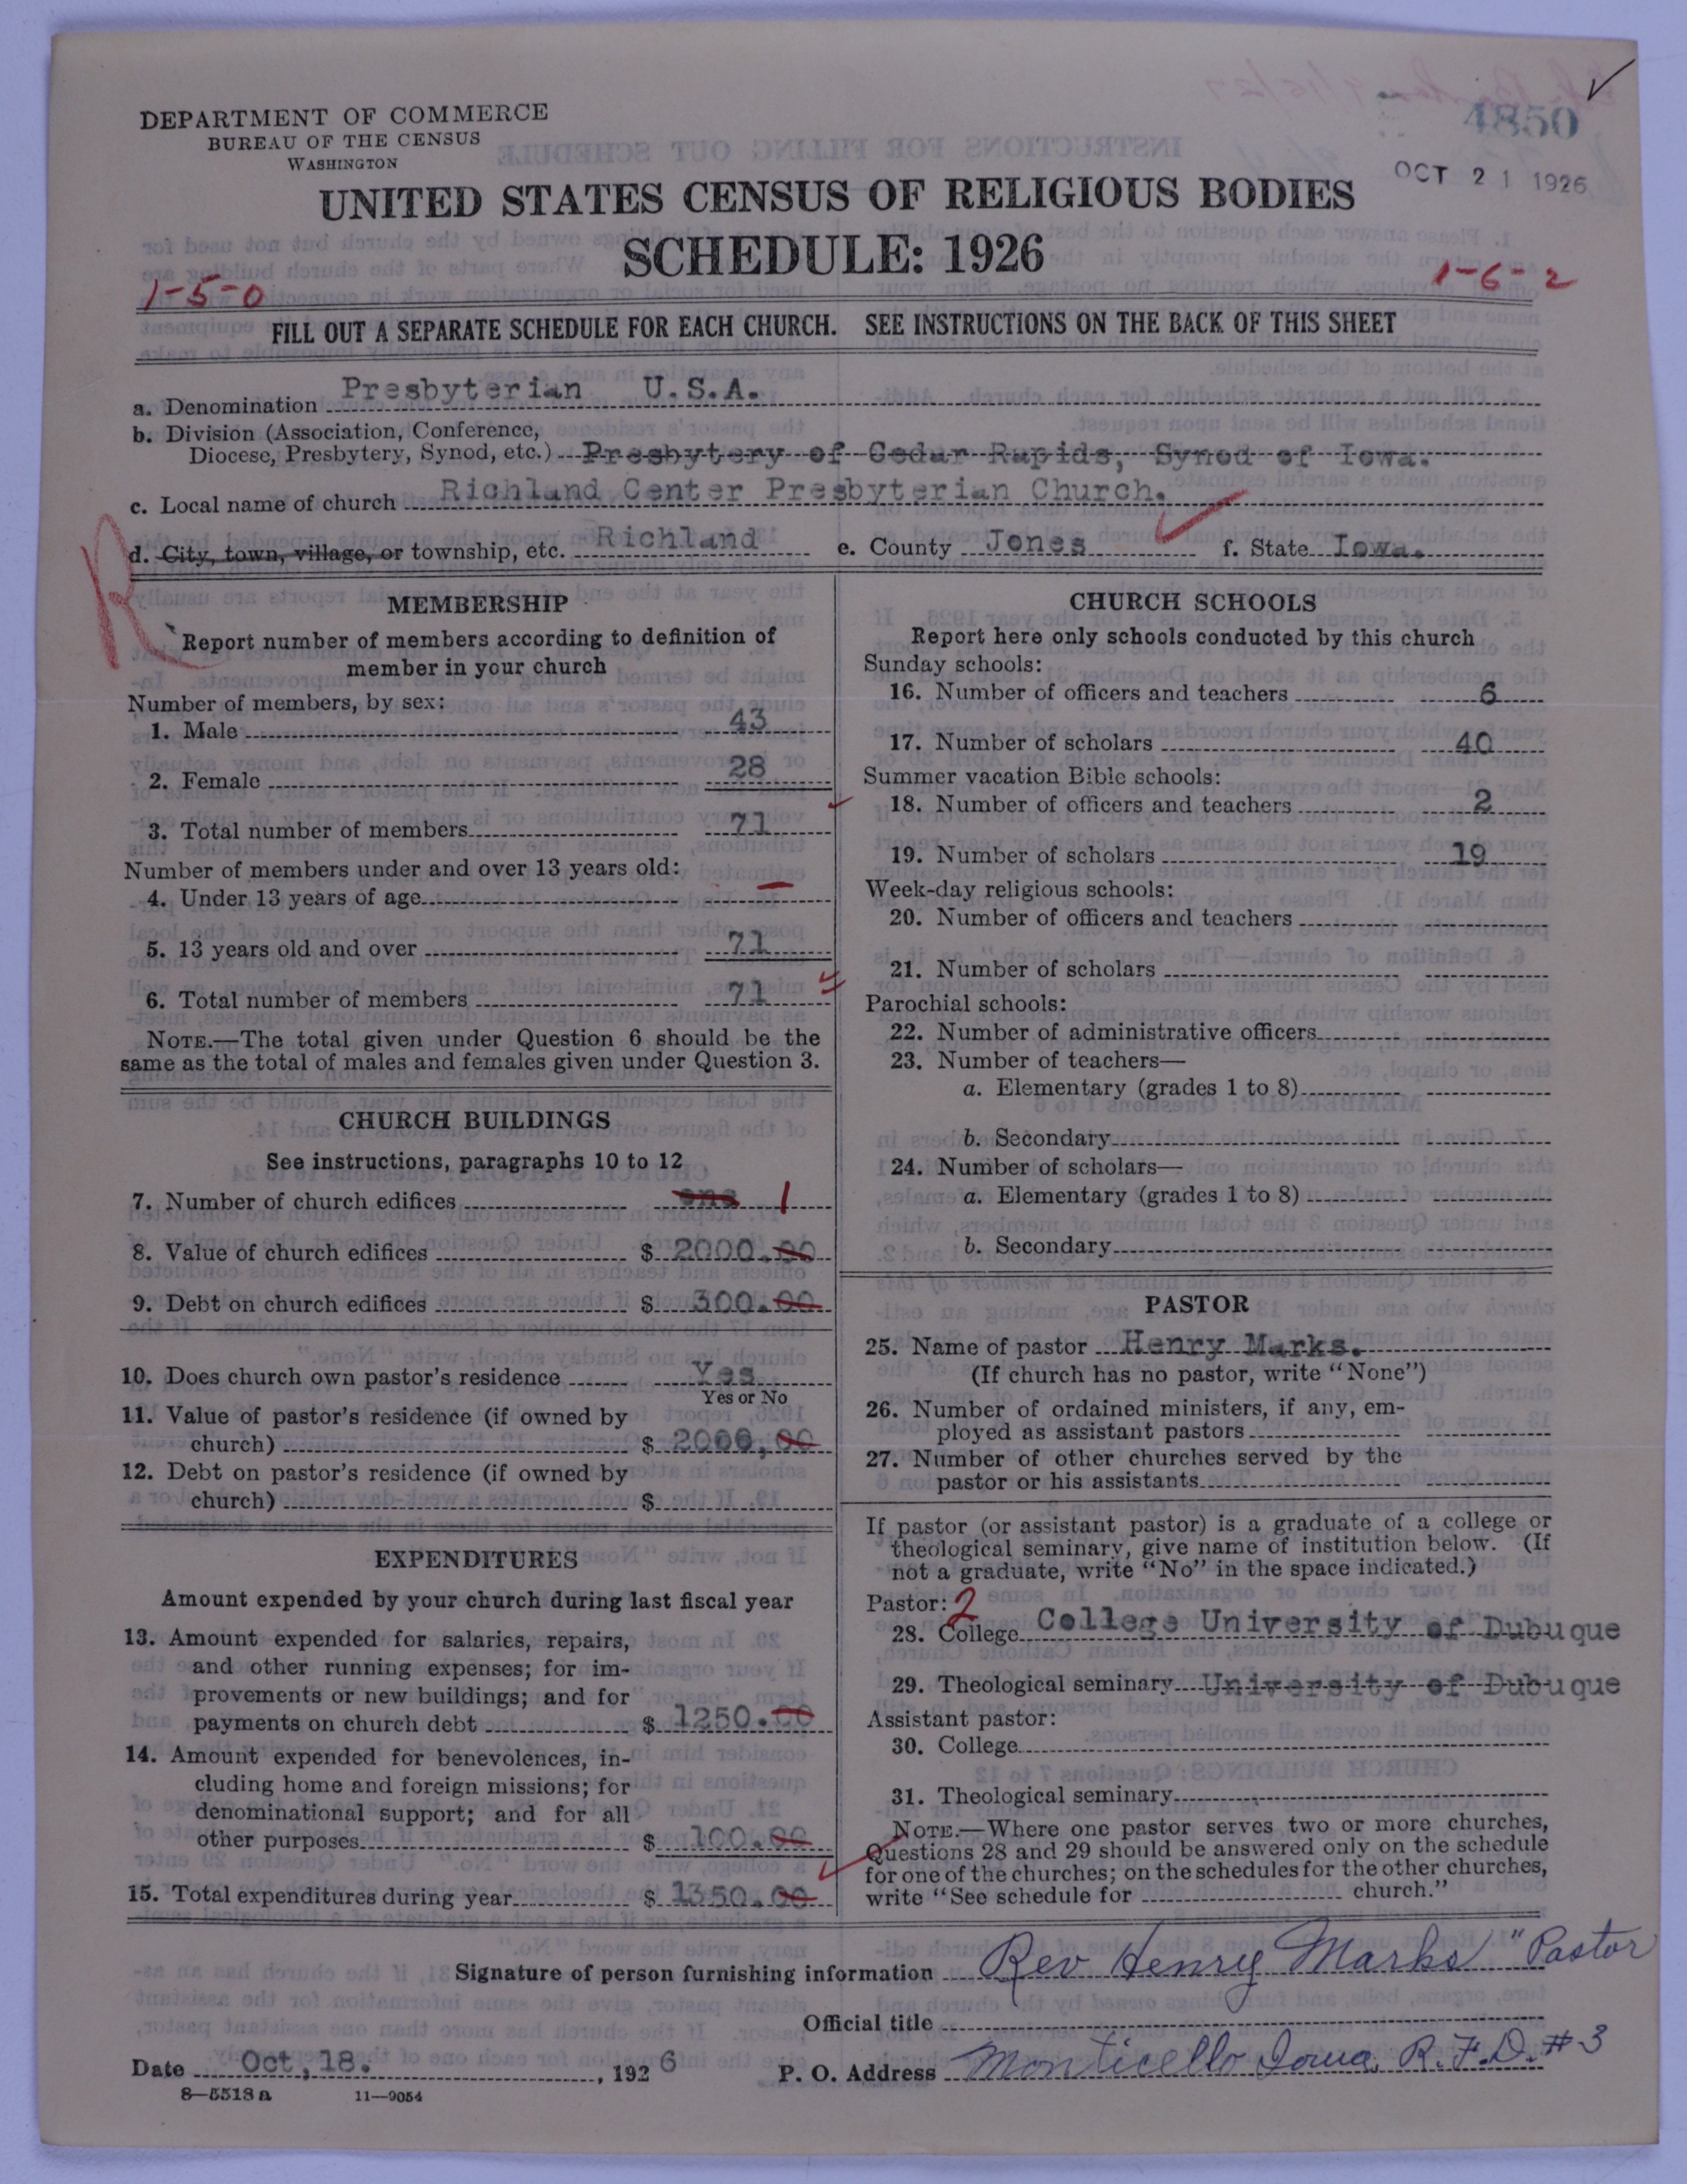 4850
OCT 21 1926
DEPARTMENT OF COMMERCE
BUREAU OF THE CENSUS
WASHINGTON
UNITED STATES CENSUS OF RELIGIOUS BODIES
SCHEDULE: 1926
1-5-0
1-6-2
FILL OUT A SEPARATE SCHEDULE FOR EACH CHURCH. SEE INSTRUCTIONS ON THE BACK OF THIS SHEET
a. Denomination Presbyterian U.S.A.
b. Division (Association, Conference,
Diocese, Presbytery, Synod, etc.) Presbytery of Cedar Rapids, Synod of Iowa.
c. Local name of church Richland Center Presbyterian Church.
R
d. City, town, village, or township, etc. Richland e. County Jones f. State Iowa.
MEMBERSHIP
Report number of members according to definition of
member in your church
Number of members, by sex:
1. Male 43
2. Female 28
3. Total number of members 71
Number of members under and over 13 years old:
4. Under 13 years of age —
5. 13 years old and over 71
6. Total number of members 71
NOTE.—The total given under Question 6 should be the
same as the total of males and females given under Question 3.
CHURCH BUILDINGS
See instructions, paragraphs 10 to 12
7. Number of church edifices one 1
8. Value of church edifices $ 2000.00
9. Debt on church edifices $ 300.00
10. Does church own pastor's residence Yes
Yes or No
11. Value of pastor's residence (if owned by
church) $ 2000,00
12. Debt on pastor's residence (if owned by
church) $
EXPENDITURES
Amount expended by your church during last fiscal year
13. Amount expended for salaries, repairs,
and other running expenses; for im-
provements or new buildings; and for
payments on church debt $ 1250.00
14. Amount expended for benevolences, in-
cluding home and foreign missions; for
denominational support; and for all
other purposes $ 100.00
15. Total expenditures during year $ 1350.00
CHURCH SCHOOLS
Report here only schools conducted by this church
Sunday schools:
16. Number of officers and teachers 6
17. Number of scholars 40
Summer vacation Bible schools:
18. Number of officers and teachers 2
19. Number of scholars 19
Week-day religious schools:
20. Number of officers and teachers
21. Number of scholars
Parochial schools:
22. Number of administrative officers
23. Number of teachers—
a. Elementary (grades 1 to 8)
b. Secondary
24. Number of scholars—
a. Elementary (grades 1 to 8)
b. Secondary
PASTOR
25. Name of pastor Henry Marks.
(If church has no pastor, write "None")
26. Number of ordained ministers, if any, em-
ployed as assistant pastors
27. Number of other churches served by the
pastor or his assistants
If pastor (or assistant pastor) is a graduate of a college or
theological seminary, give name of institution below. (If
not a graduate, write "No" in the space indicated.)
Pastor: 2
28. College College University of Dubuque
29. Theological seminary University of Dubuque
Assistant pastor:
30. College
31. Theological seminary
NOTE.—Where one pastor serves two or more churches,
Questions 28 and 29 should be answered only on the schedule
for one of the churches; on the schedules for the other churches,
write "See schedule for church."
Signature of person furnishing information Rev Henry Marks "Pastor
Official title
Date Oct, 18. , 1926 P. O. Address Monticello Iowa. R.F.D. #3
8—5513 a 11—9054